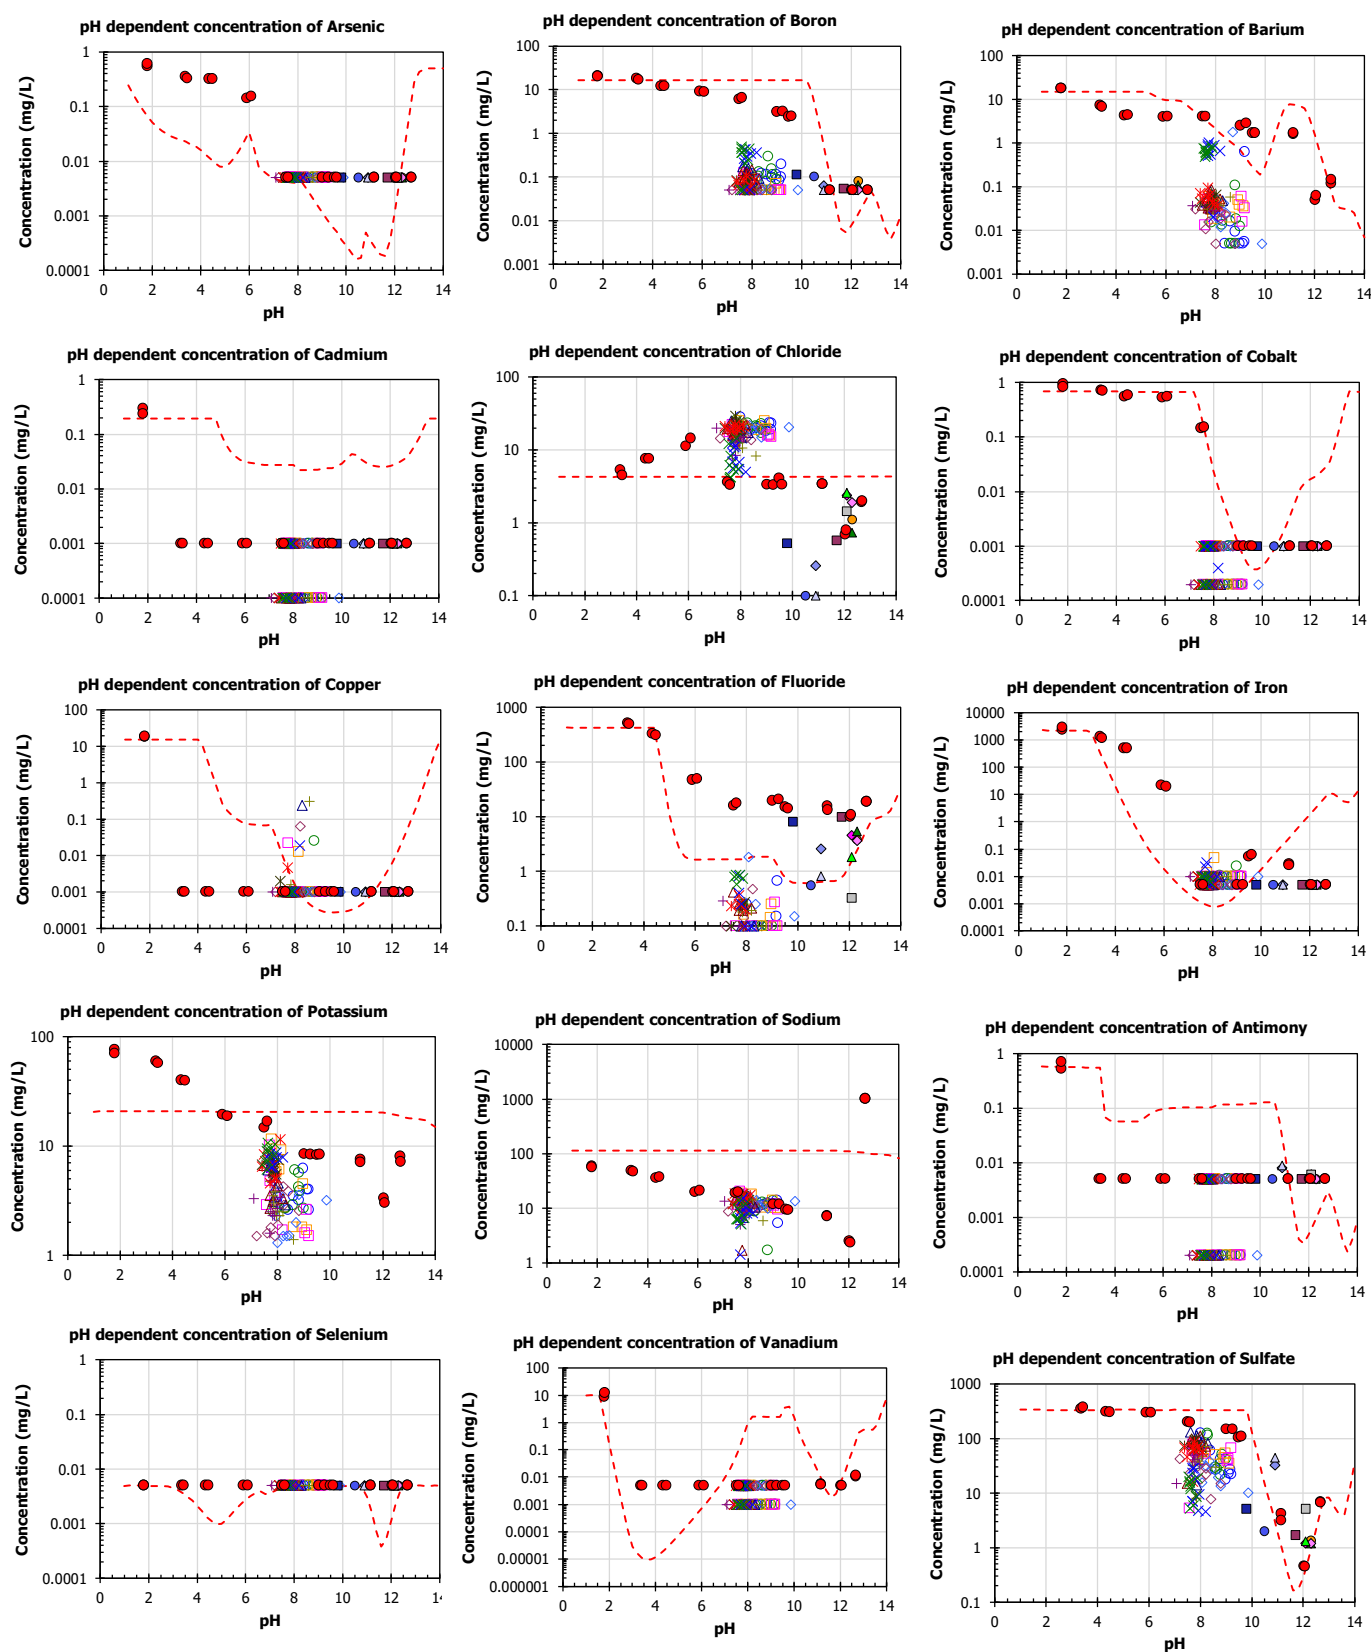 pH dependent concentration of Arsenic
Concentration (mg/L)
1
0.1
0.01
0.001
0.0001
0 2 4 6 8 10 12 14
pH
pH dependent concentration of Boron
Concentration (mg/L)
100
10
1
0.1
0.01
0.001
0 2 4 6 8 10 12 14
pH
pH dependent concentration of Barium
Concentration (mg/L)
100
10
1
0.1
0.01
0.001
0 2 4 6 8 10 12 14
pH
pH dependent concentration of Cadmium
Concentration (mg/L)
1
0.1
0.01
0.001
0.0001
0 2 4 6 8 10 12 14
pH
pH dependent concentration of Chloride
Concentration (mg/L)
100
10
1
0.1
0 2 4 6 8 10 12 14
pH
pH dependent concentration of Cobalt
Concentration (mg/L)
1
0.1
0.01
0.001
0.0001
0 2 4 6 8 10 12 14
pH
pH dependent concentration of Copper
Concentration (mg/L)
100
10
1
0.1
0.01
0.001
0.0001
0 2 4 6 8 10 12 14
pH
pH dependent concentration of Fluoride
Concentration (mg/L)
1000
100
10
1
0.1
0 2 4 6 8 10 12 14
pH
pH dependent concentration of Iron
Concentration (mg/L)
10000
1000
100
10
1
0.1
0.01
0.001
0.0001
0 2 4 6 8 10 12 14
pH
pH dependent concentration of Potassium
Concentration (mg/L)
100
10
1
0 2 4 6 8 10 12 14
pH
pH dependent concentration of Sodium
Concentration (mg/L)
10000
1000
100
10
1
0 2 4 6 8 10 12 14
pH
pH dependent concentration of Antimony
Concentration (mg/L)
1
0.1
0.01
0.001
0.0001
0 2 4 6 8 10 12 14
pH
pH dependent concentration of Selenium
Concentration (mg/L)
1
0.1
0.01
0.001
0.0001
0 2 4 6 8 10 12 14
pH
pH dependent concentration of Vanadium
Concentration (mg/L)
100
10
1
0.1
0.01
0.001
0.0001
0.00001
0.000001
0 2 4 6 8 10 12 14
pH
pH dependent concentration of Sulfate
Concentration (mg/L)
1000
100
10
1
0.1
0 2 4 6 8 10 12 14
pH